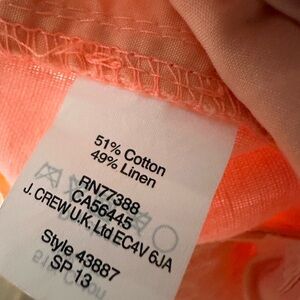 51% Cotton
49% Linen
RN77388
CA56445
J. CREW U.K. Ltd EC4V 6JA
Style 43887
SP 13